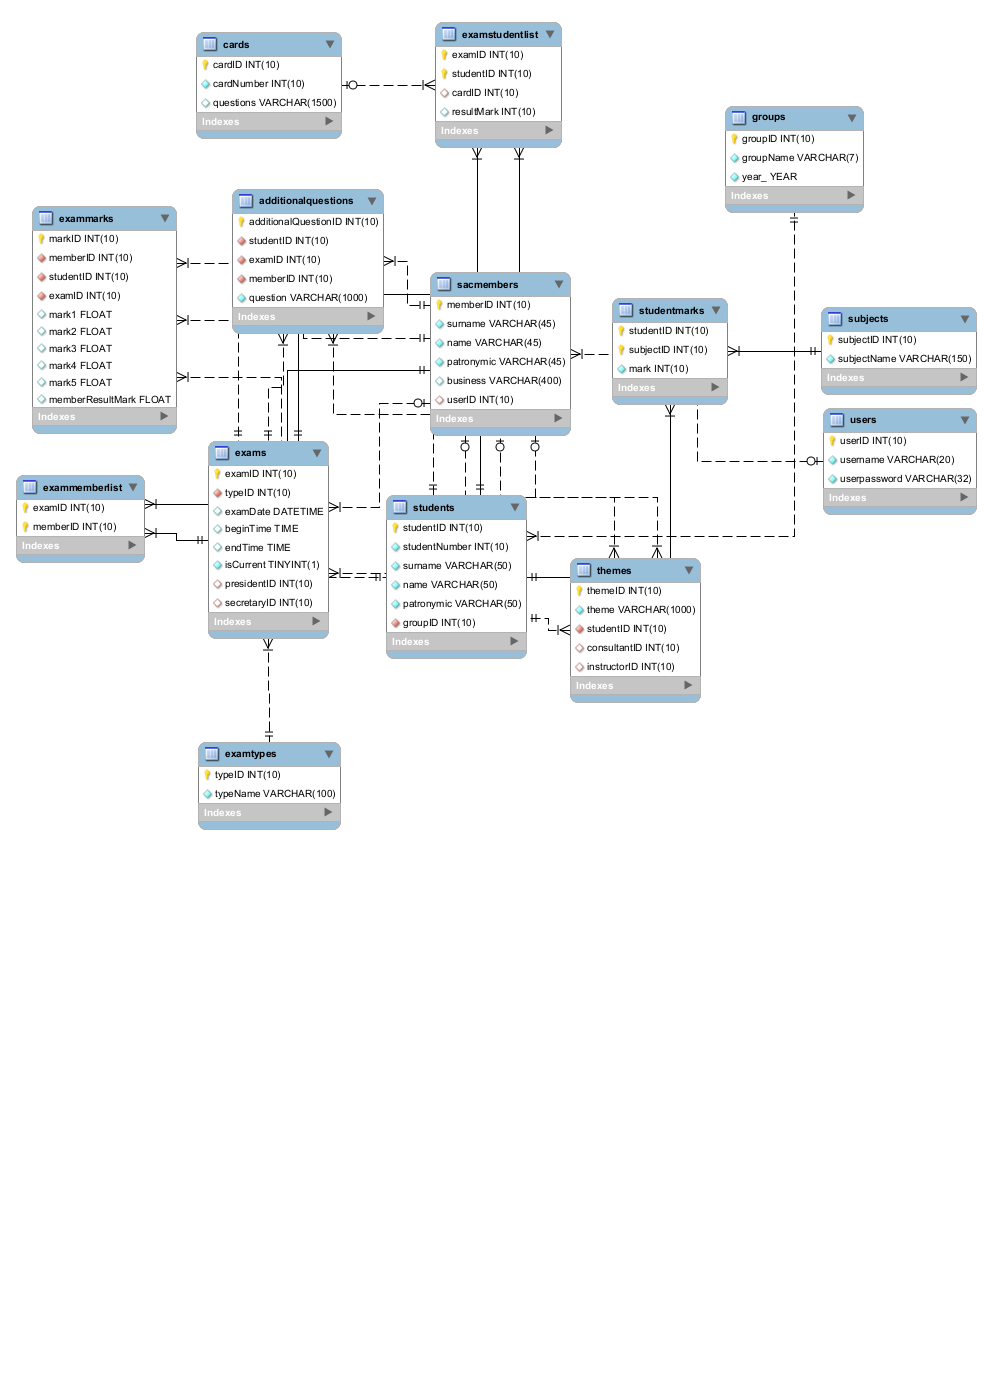 cards
cardID INT(10)
cardNumber INT(10)
questions VARCHAR(1500)
Indexes
examstudentlist
examID INT(10)
studentID INT(10)
cardID INT(10)
resultMark INT(10)
Indexes
groups
groupID INT(10)
groupName VARCHAR(7)
year_ YEAR
Indexes
exammarks
markID INT(10)
memberID INT(10)
studentID INT(10)
examID INT(10)
mark1 FLOAT
mark2 FLOAT
mark3 FLOAT
mark4 FLOAT
mark5 FLOAT
memberResultMark FLOAT
Indexes
additionalquestions
additionalQuestionID INT(10)
studentID INT(10)
examID INT(10)
memberID INT(10)
question VARCHAR(1000)
Indexes
sacmembers
memberID INT(10)
surname VARCHAR(45)
name VARCHAR(45)
patronymic VARCHAR(45)
business VARCHAR(400)
userID INT(10)
Indexes
studentmarks
studentID INT(10)
subjectID INT(10)
mark INT(10)
Indexes
subjects
subjectID INT(10)
subjectName VARCHAR(150)
Indexes
users
userID INT(10)
username VARCHAR(20)
userpassword VARCHAR(32)
Indexes
exammemberlist
examID INT(10)
memberID INT(10)
Indexes
exams
examID INT(10)
typeID INT(10)
examDate DATETIME
beginTime TIME
endTime TIME
isCurrent TINYINT(1)
presidentID INT(10)
secretaryID INT(10)
Indexes
students
studentID INT(10)
studentNumber INT(10)
surname VARCHAR(50)
name VARCHAR(50)
patronymic VARCHAR(50)
groupID INT(10)
Indexes
themes
themeID INT(10)
theme VARCHAR(1000)
studentID INT(10)
consultantID INT(10)
instructorID INT(10)
Indexes
examtypes
typeID INT(10)
typeName VARCHAR(100)
Indexes